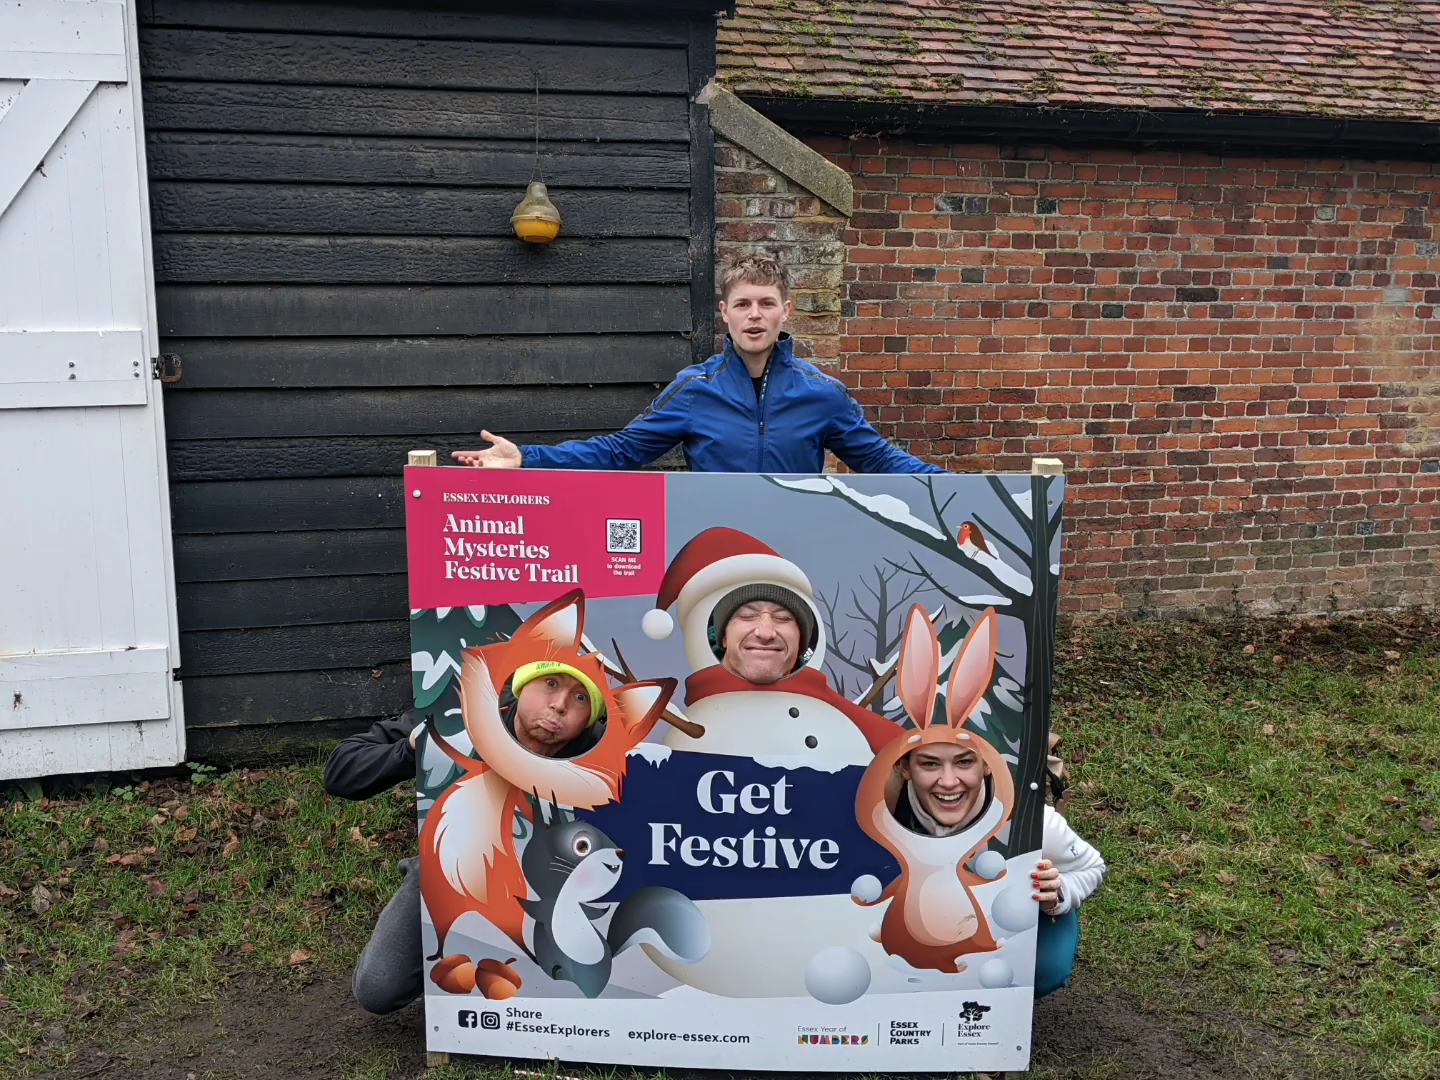 ESSEX EXPLORERS
Animal
Mysteries
Festive Trail
SCAN ME
to download
the trail
Get
Festive
Share
#EssexExplorers
explore-essex.com
Essex Year of
NUMBERS
ESSEX
COUNTRY
PARKS
Explore
Essex